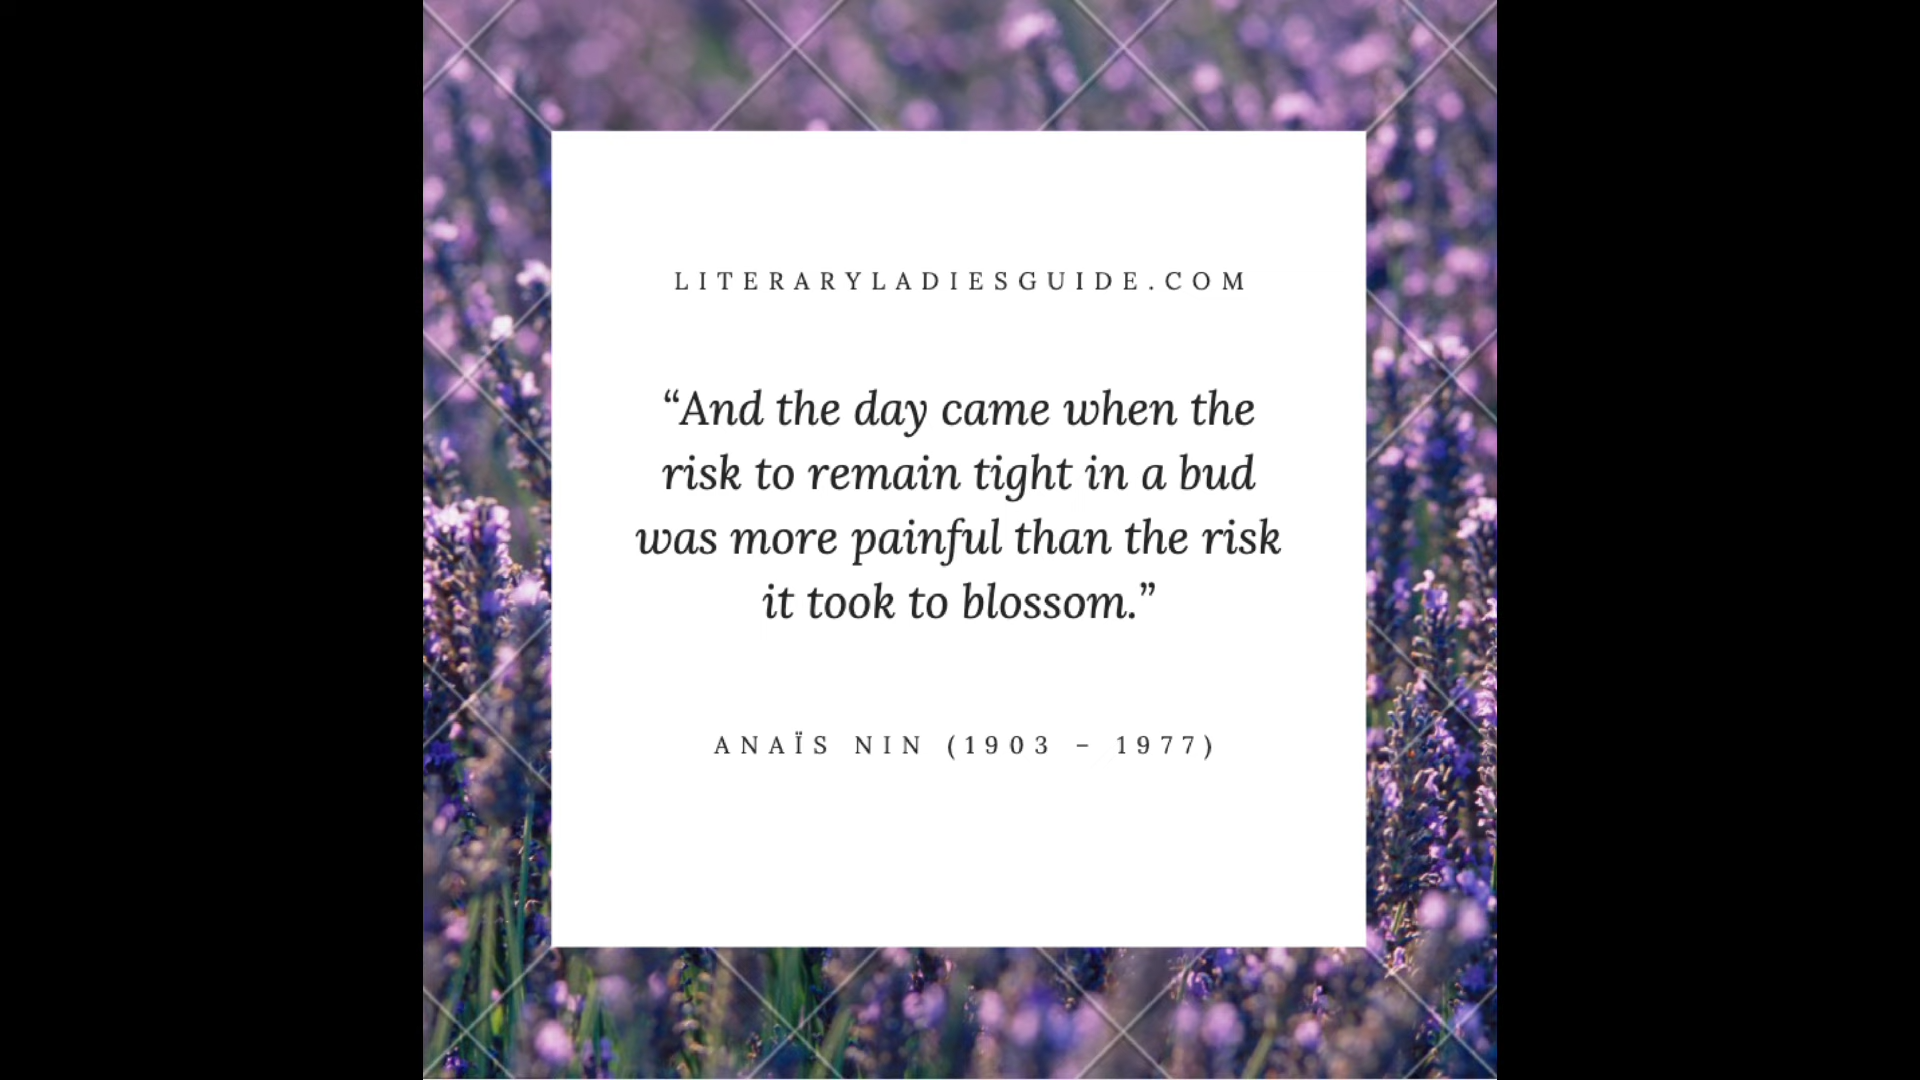 LITERARYLADIESGUIDE.COM
“And the day came when the
risk to remain tight in a bud
was more painful than the risk
it took to blossom.”
ANAÏS NIN (1903 – 1977)